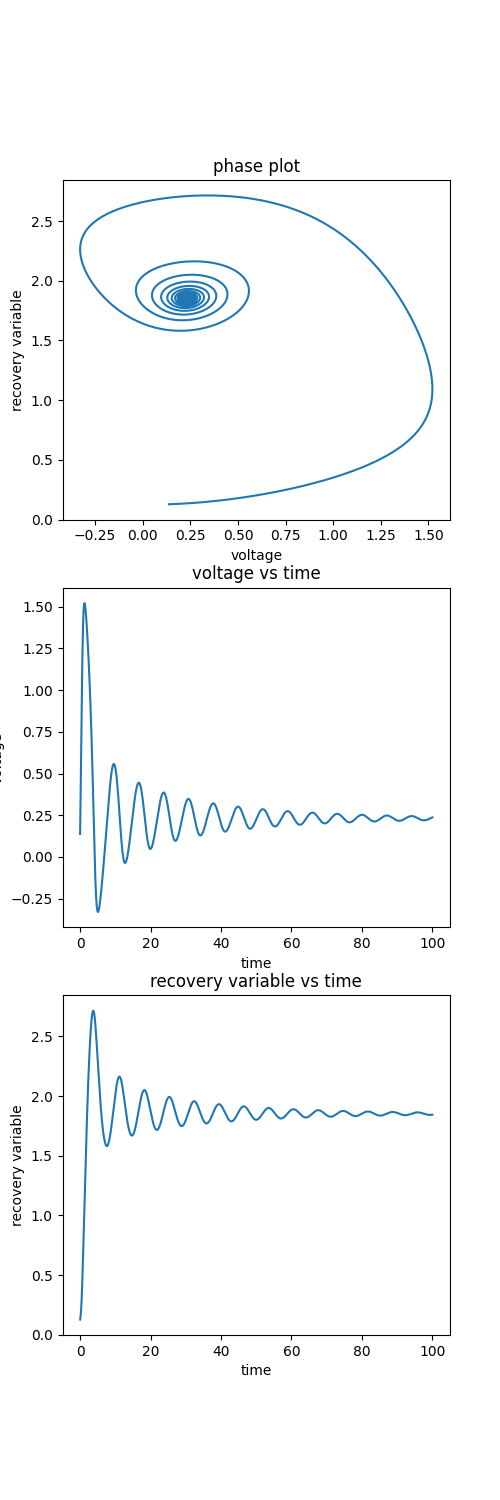 phase plot
2.5
2.0
1.5
1.0
0.5
0.0
recovery variable
−0.25 0.00 0.25 0.50 0.75 1.00 1.25 1.50
voltage
voltage vs time
1.50
1.25
1.00
0.75
0.50
0.25
0.00
−0.25
0 20 40 60 80 100
time
recovery variable vs time
2.5
2.0
1.5
1.0
0.5
0.0
recovery variable
0 20 40 60 80 100
time